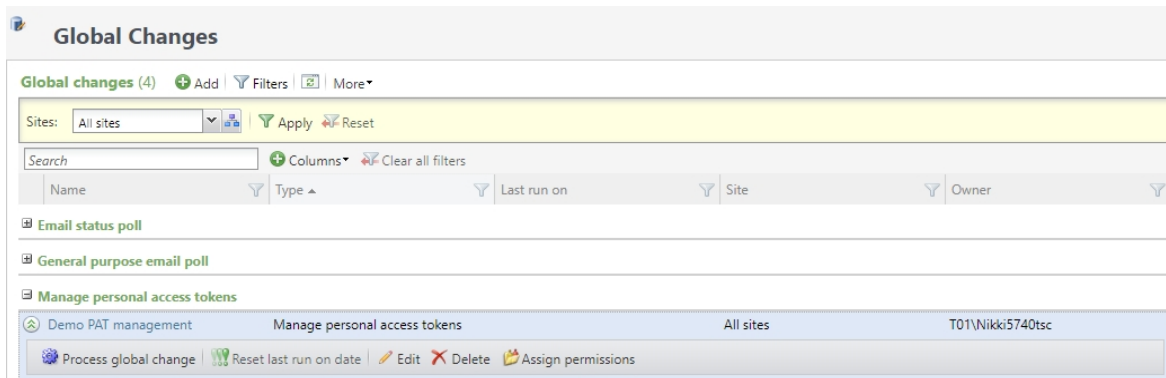 Global Changes
Global changes (4) Add Filters More
Sites: All sites Apply Reset
Search Columns Clear all filters
Name Type Last run on Site Owner
Email status poll
General purpose email poll
Manage personal access tokens
Demo PAT management Manage personal access tokens All sites T01\Nikki5740tsc
Process global change Reset last run on date Edit Delete Assign permissions